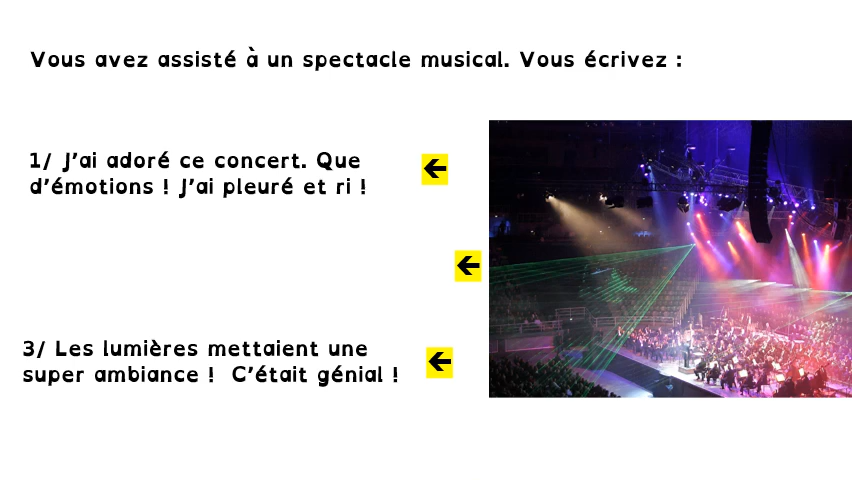 Vous avez assisté à un spectacle musical. Vous écrivez :
1/ J'ai adoré ce concert. Que
d'émotions ! J'ai pleuré et ri !
3/ Les lumières mettaient une
super ambiance !  C'était génial !